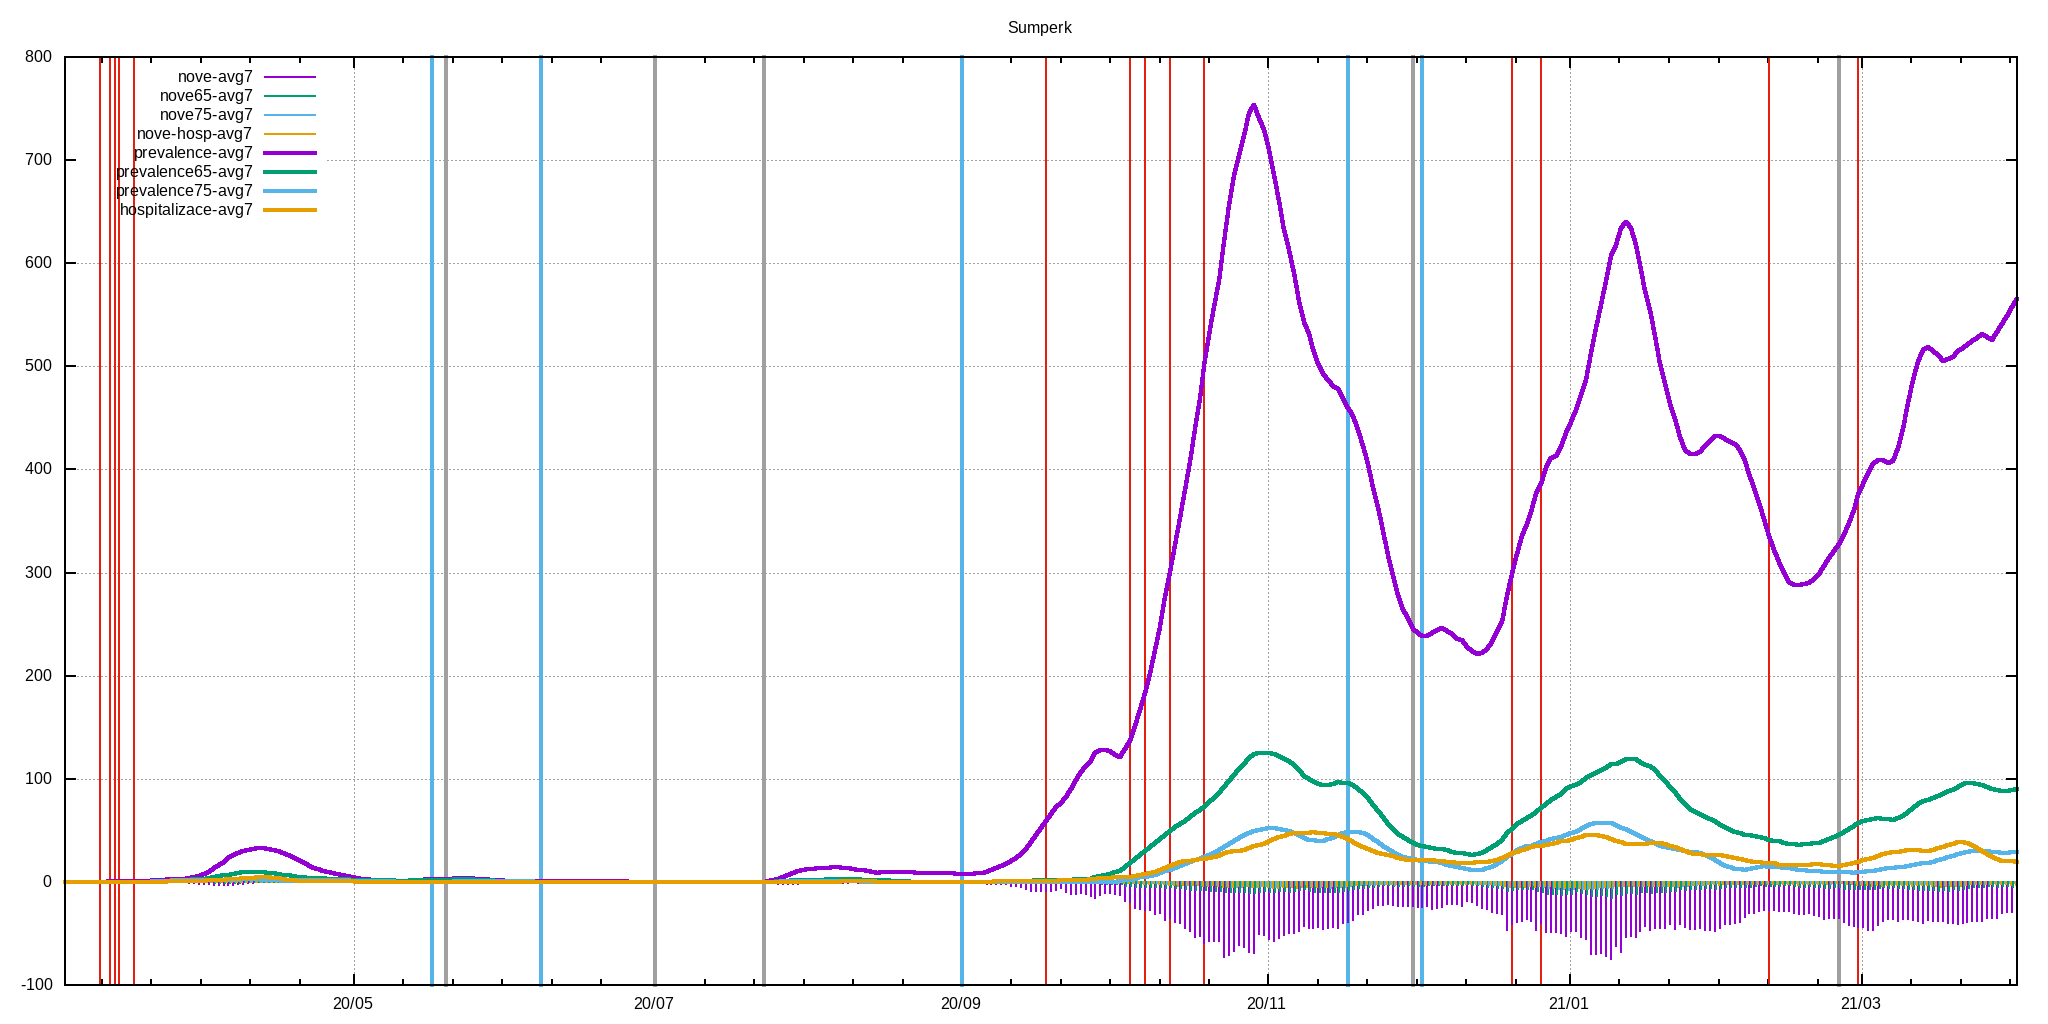 Sumperk
800
700
600
500
400
300
200
100
0
-100
nove-avg7
nove65-avg7
nove75-avg7
nove-hosp-avg7
prevalence-avg7
prevalence65-avg7
prevalence75-avg7
hospitalizace-avg7
20/05 20/07 20/09 20/11 21/01 21/03